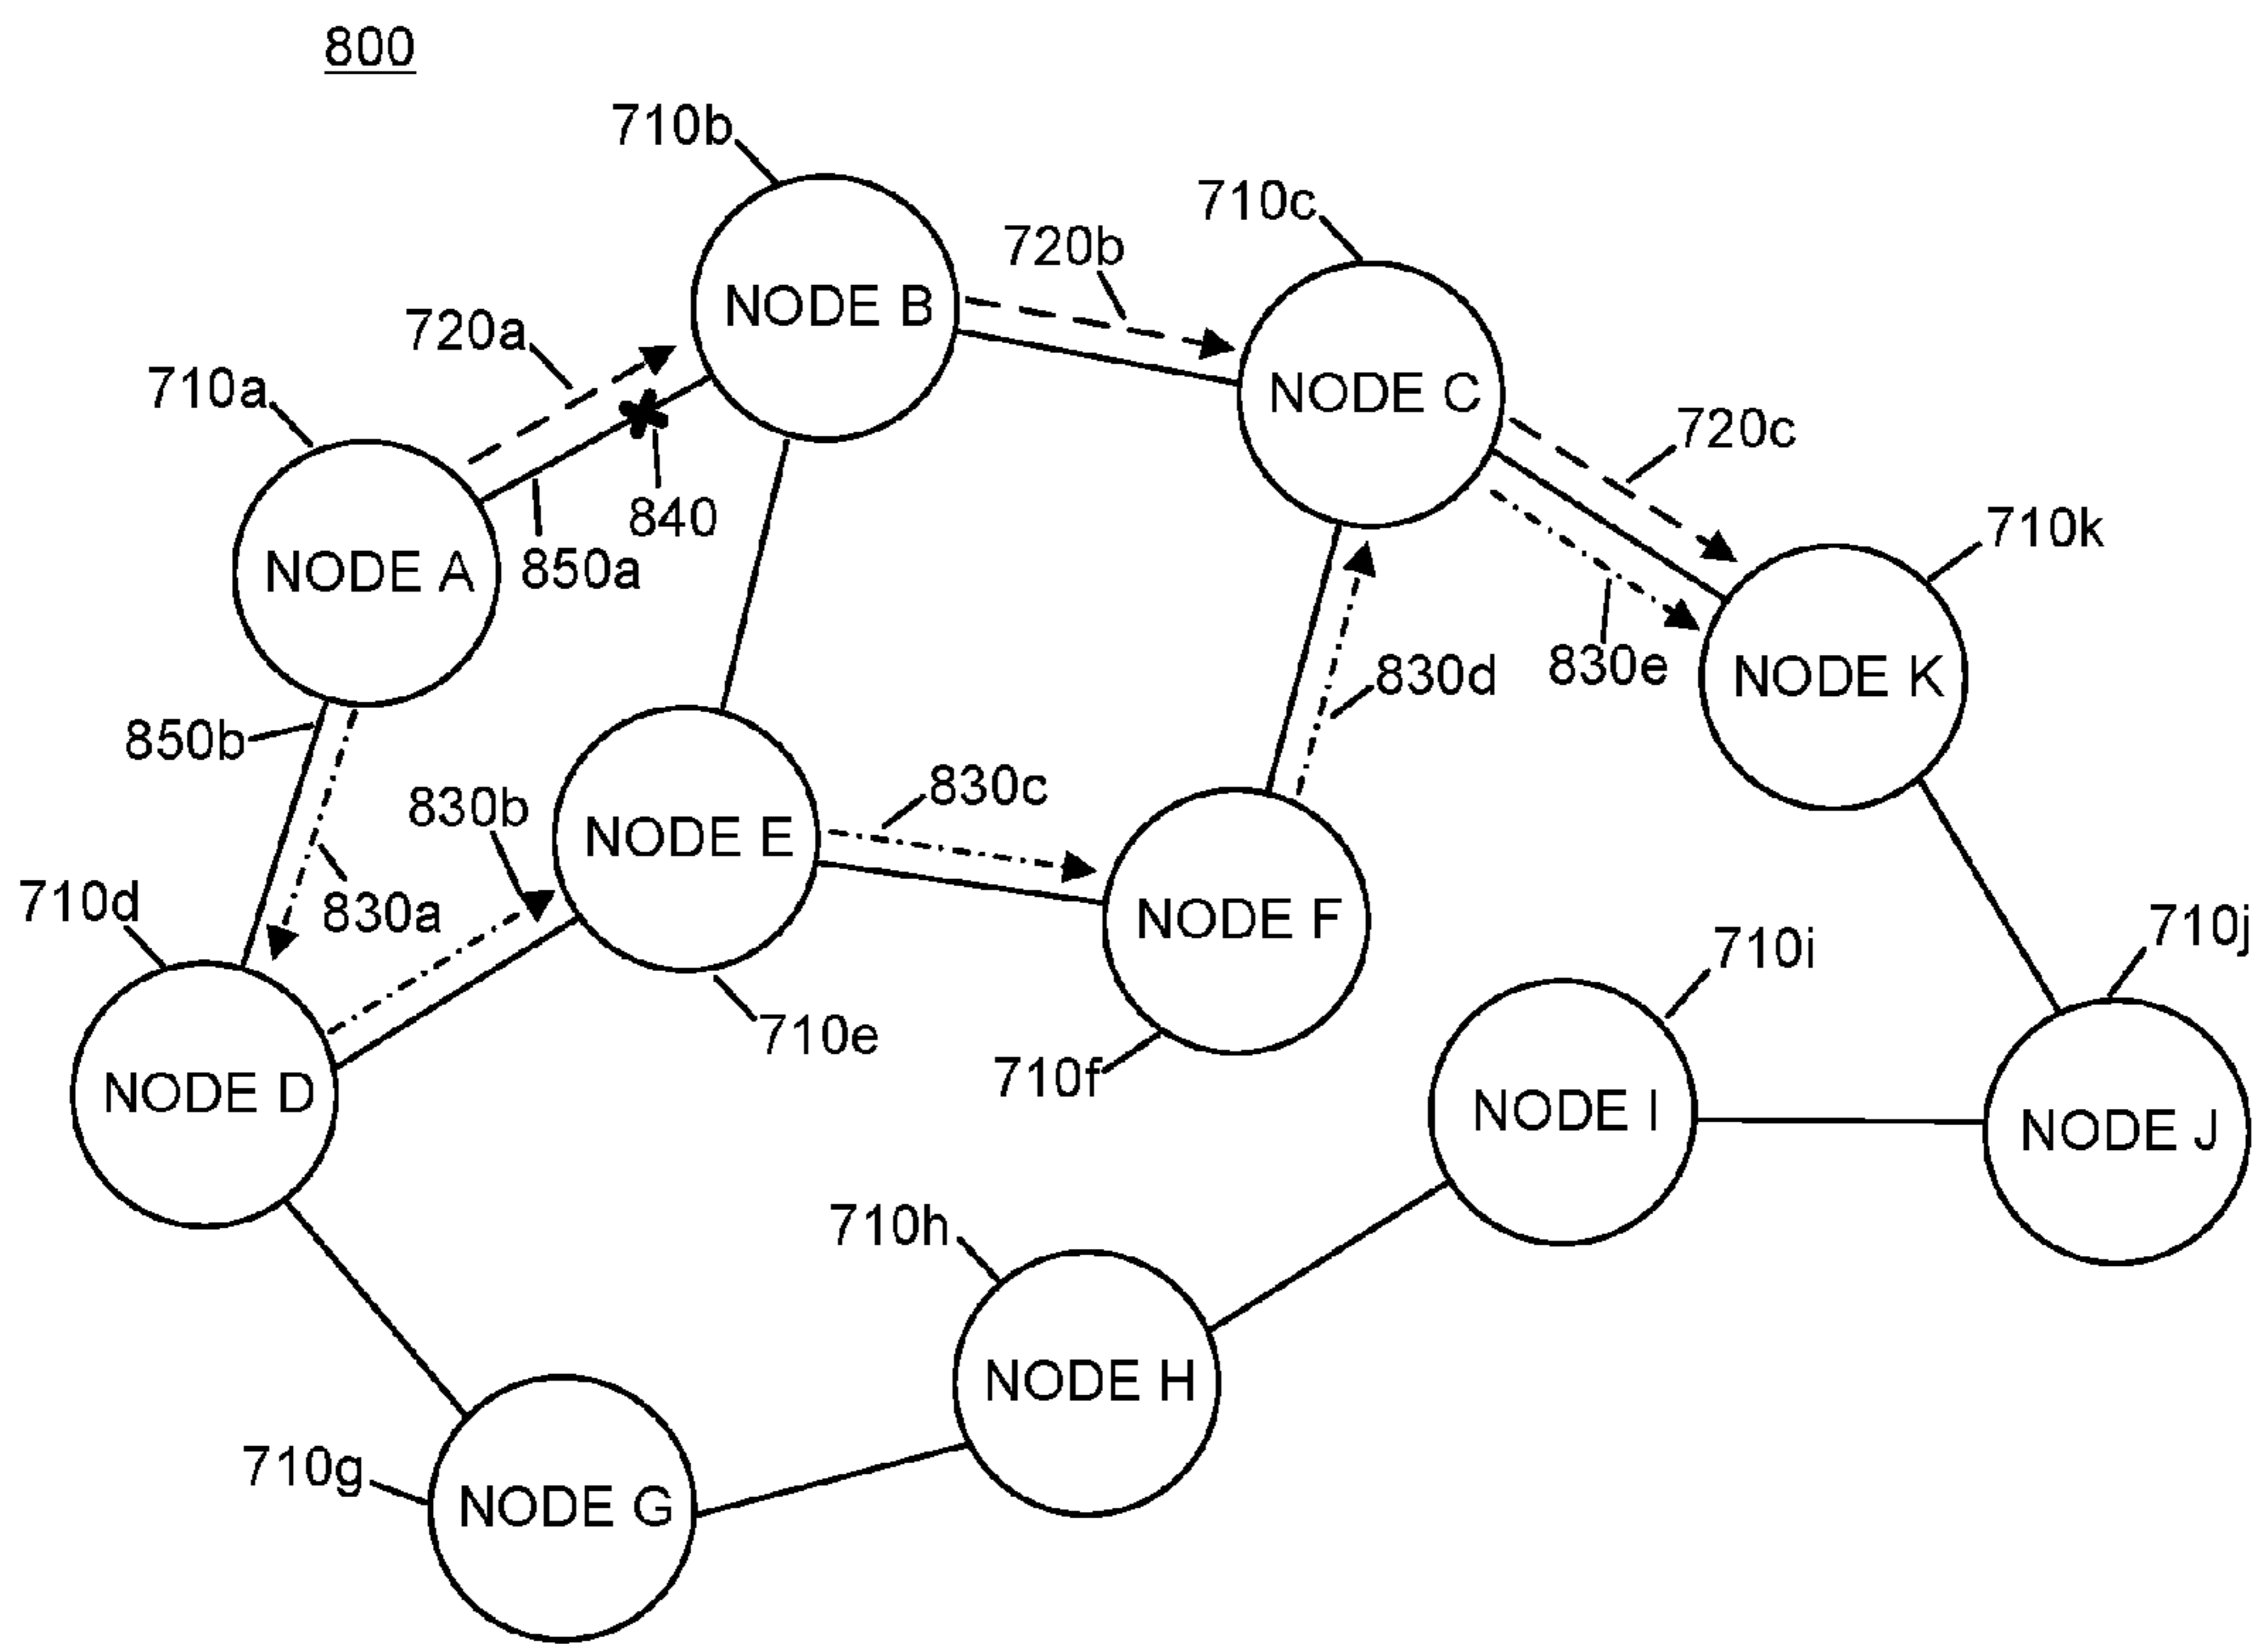 800
710b
710c
720b
NODE B
720a
710a
NODE C
720c
840
710k
850a
NODE A
830e
830d
NODE K
850b
830c
830b
NODE E
710d
830a
NODE F
710j
710i
710e
710f
NODE D
NODE I
NODE J
710h
NODE H
710g
NODE G